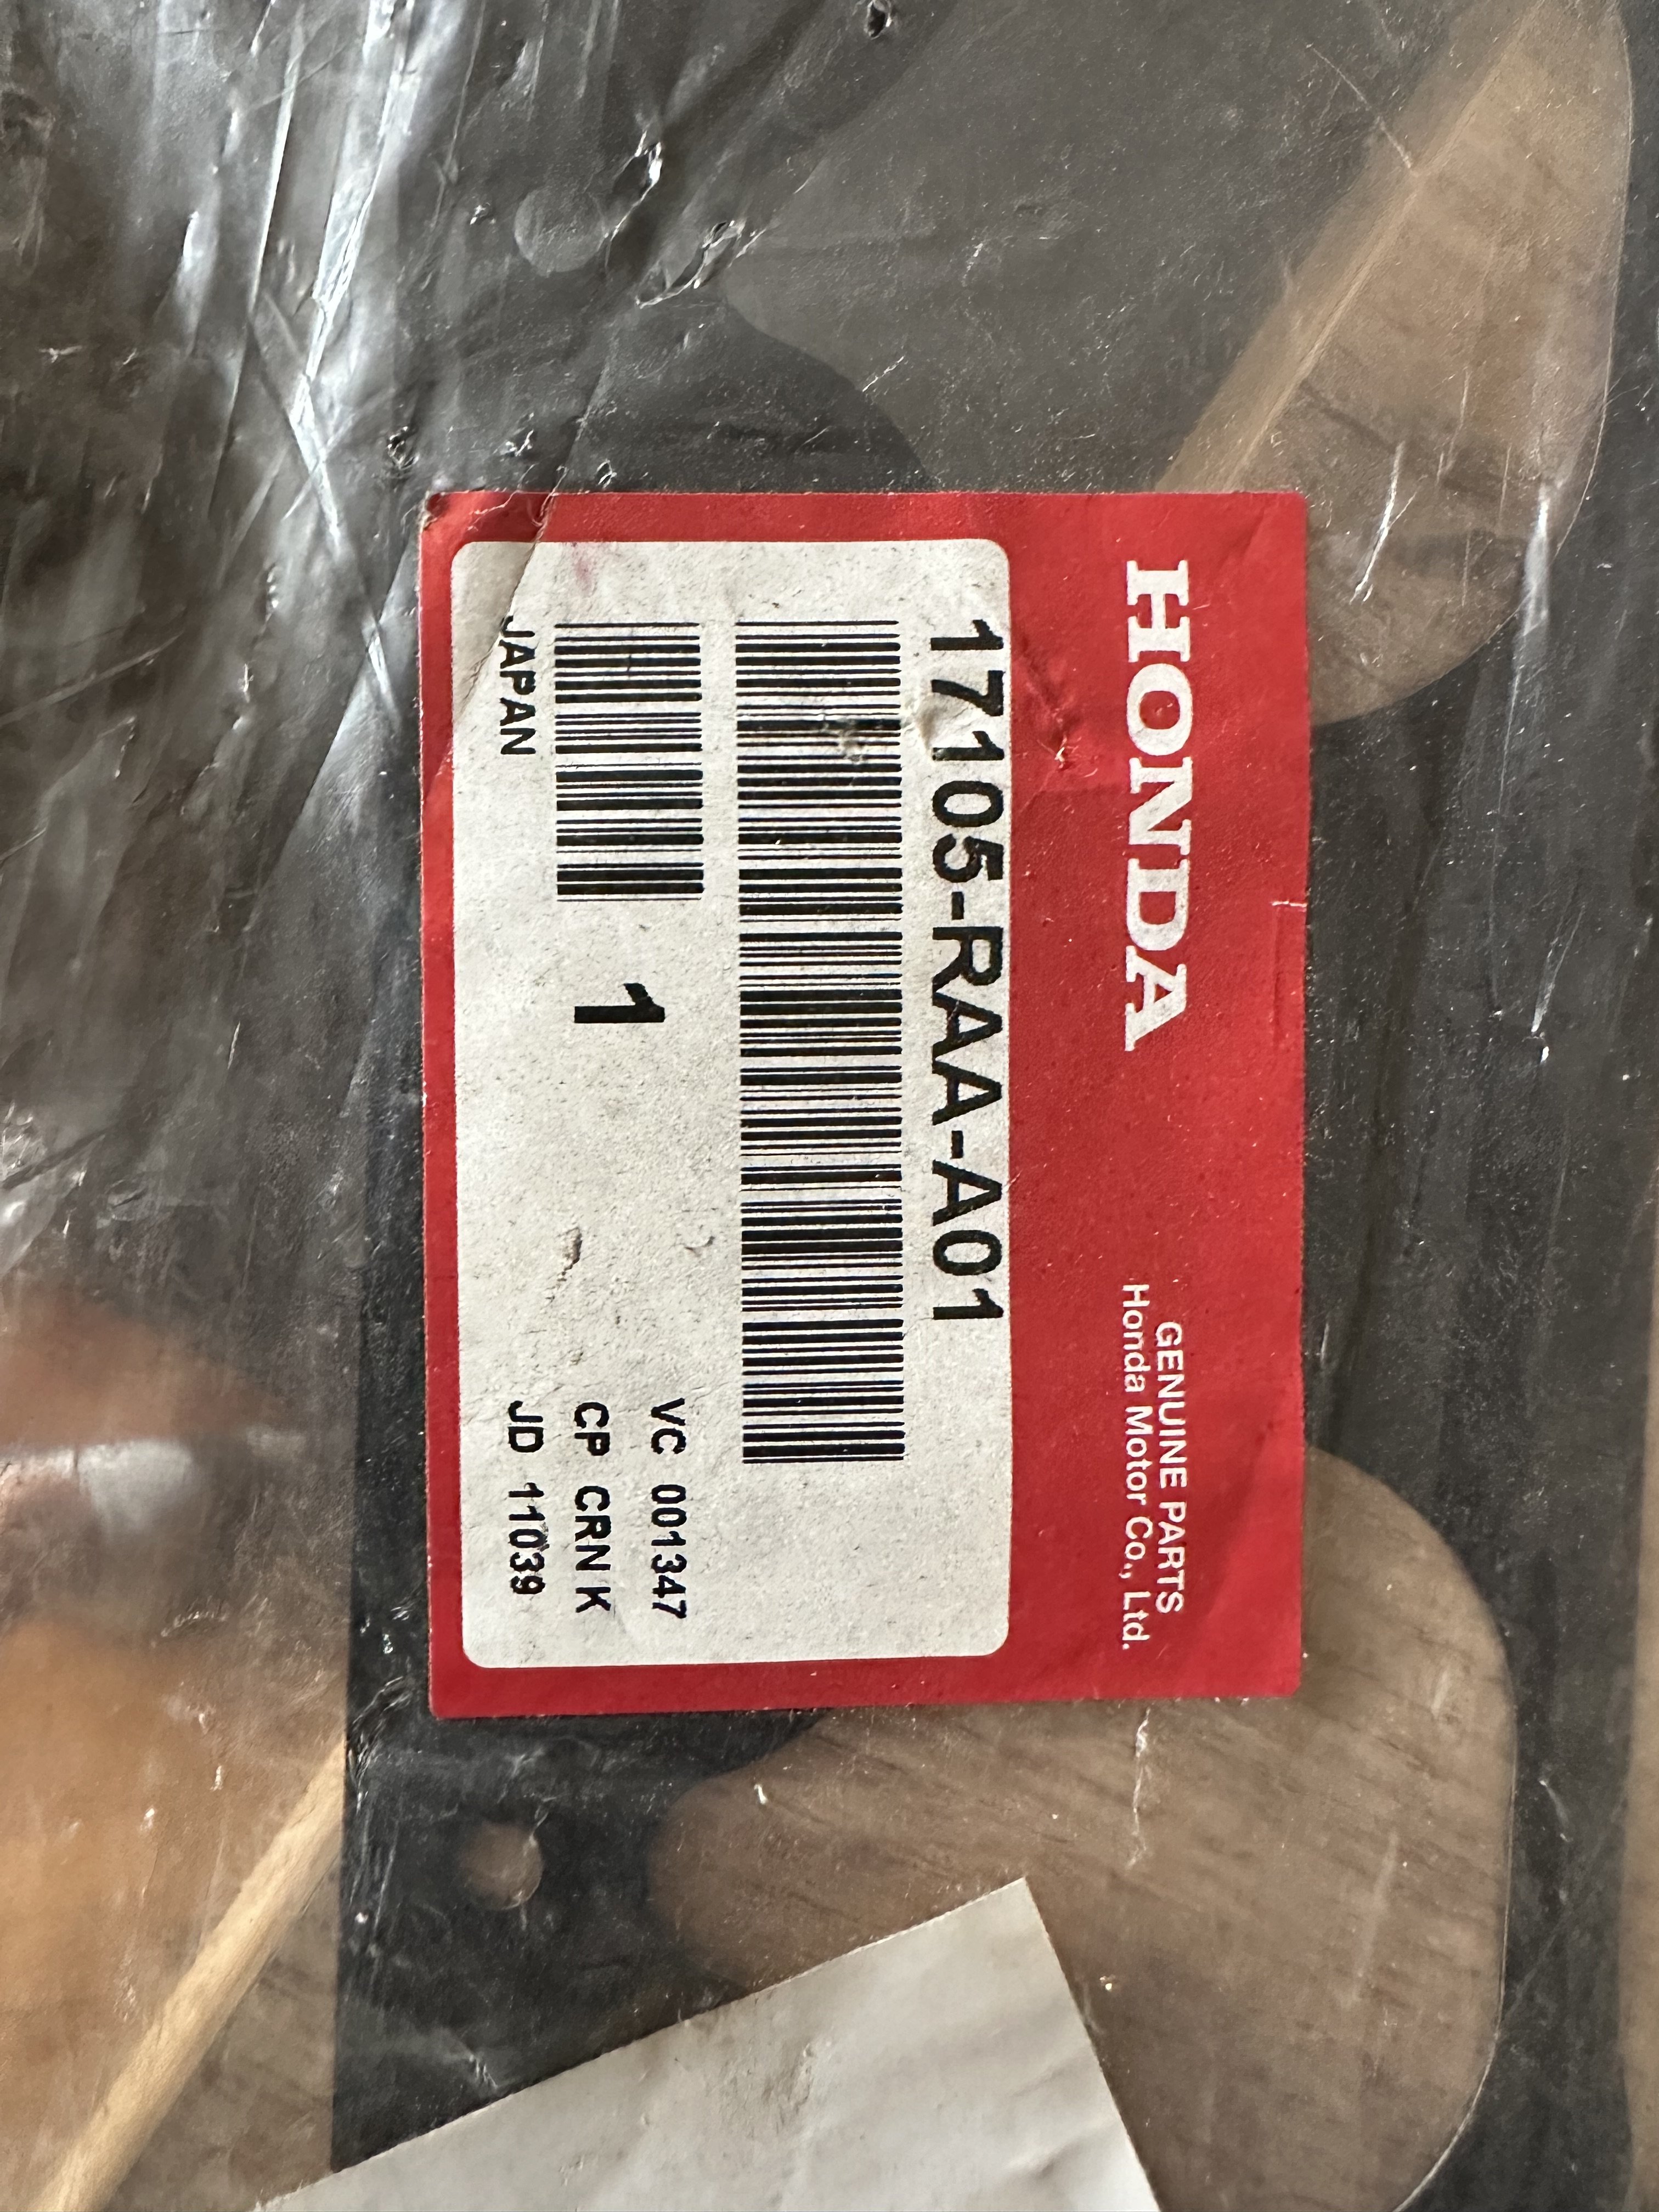 HONDA
GENUINE PARTS
Honda Motor Co., Ltd.
17105-RAA-A01
1
VC 001347
CP CRN K
JAPAN
JD 11039